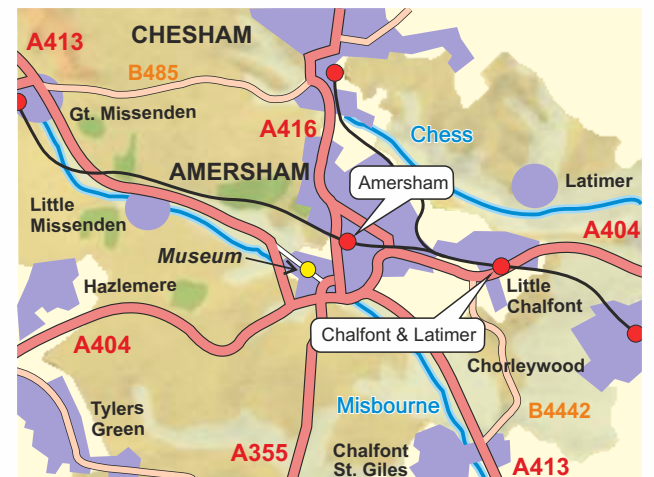 CHESHAM
A413
B485
Gt. Missenden
A416
Chess
AMERSHAM
Amersham
Latimer
Little
Missenden
A404
Museum
Hazlemere
Little
Chalfont
Chalfont & Latimer
A404
Chorleywood
Misbourne
Tylers
Green
B4442
A355
Chalfont
St. Giles
A413